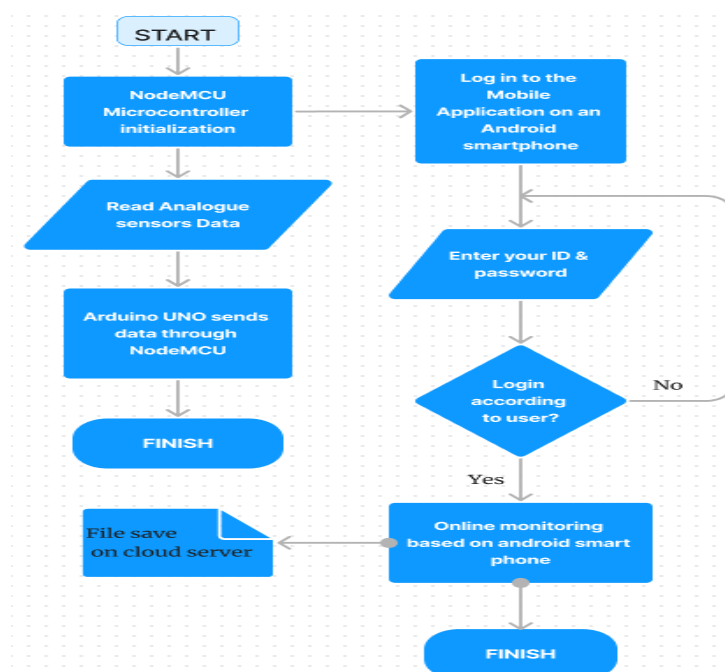 START
NodeMCU
Microcontroller
initialization
Log in to the
Mobile
Application on an
Android
smartphone
Read Analogue
sensors Data
Enter your ID &
password
Arduino UNO sends
data through
NodeMCU
Login
according
to user?
No
FINISH
Yes
File save
on cloud server
Online monitoring
based on android smart
phone
FINISH